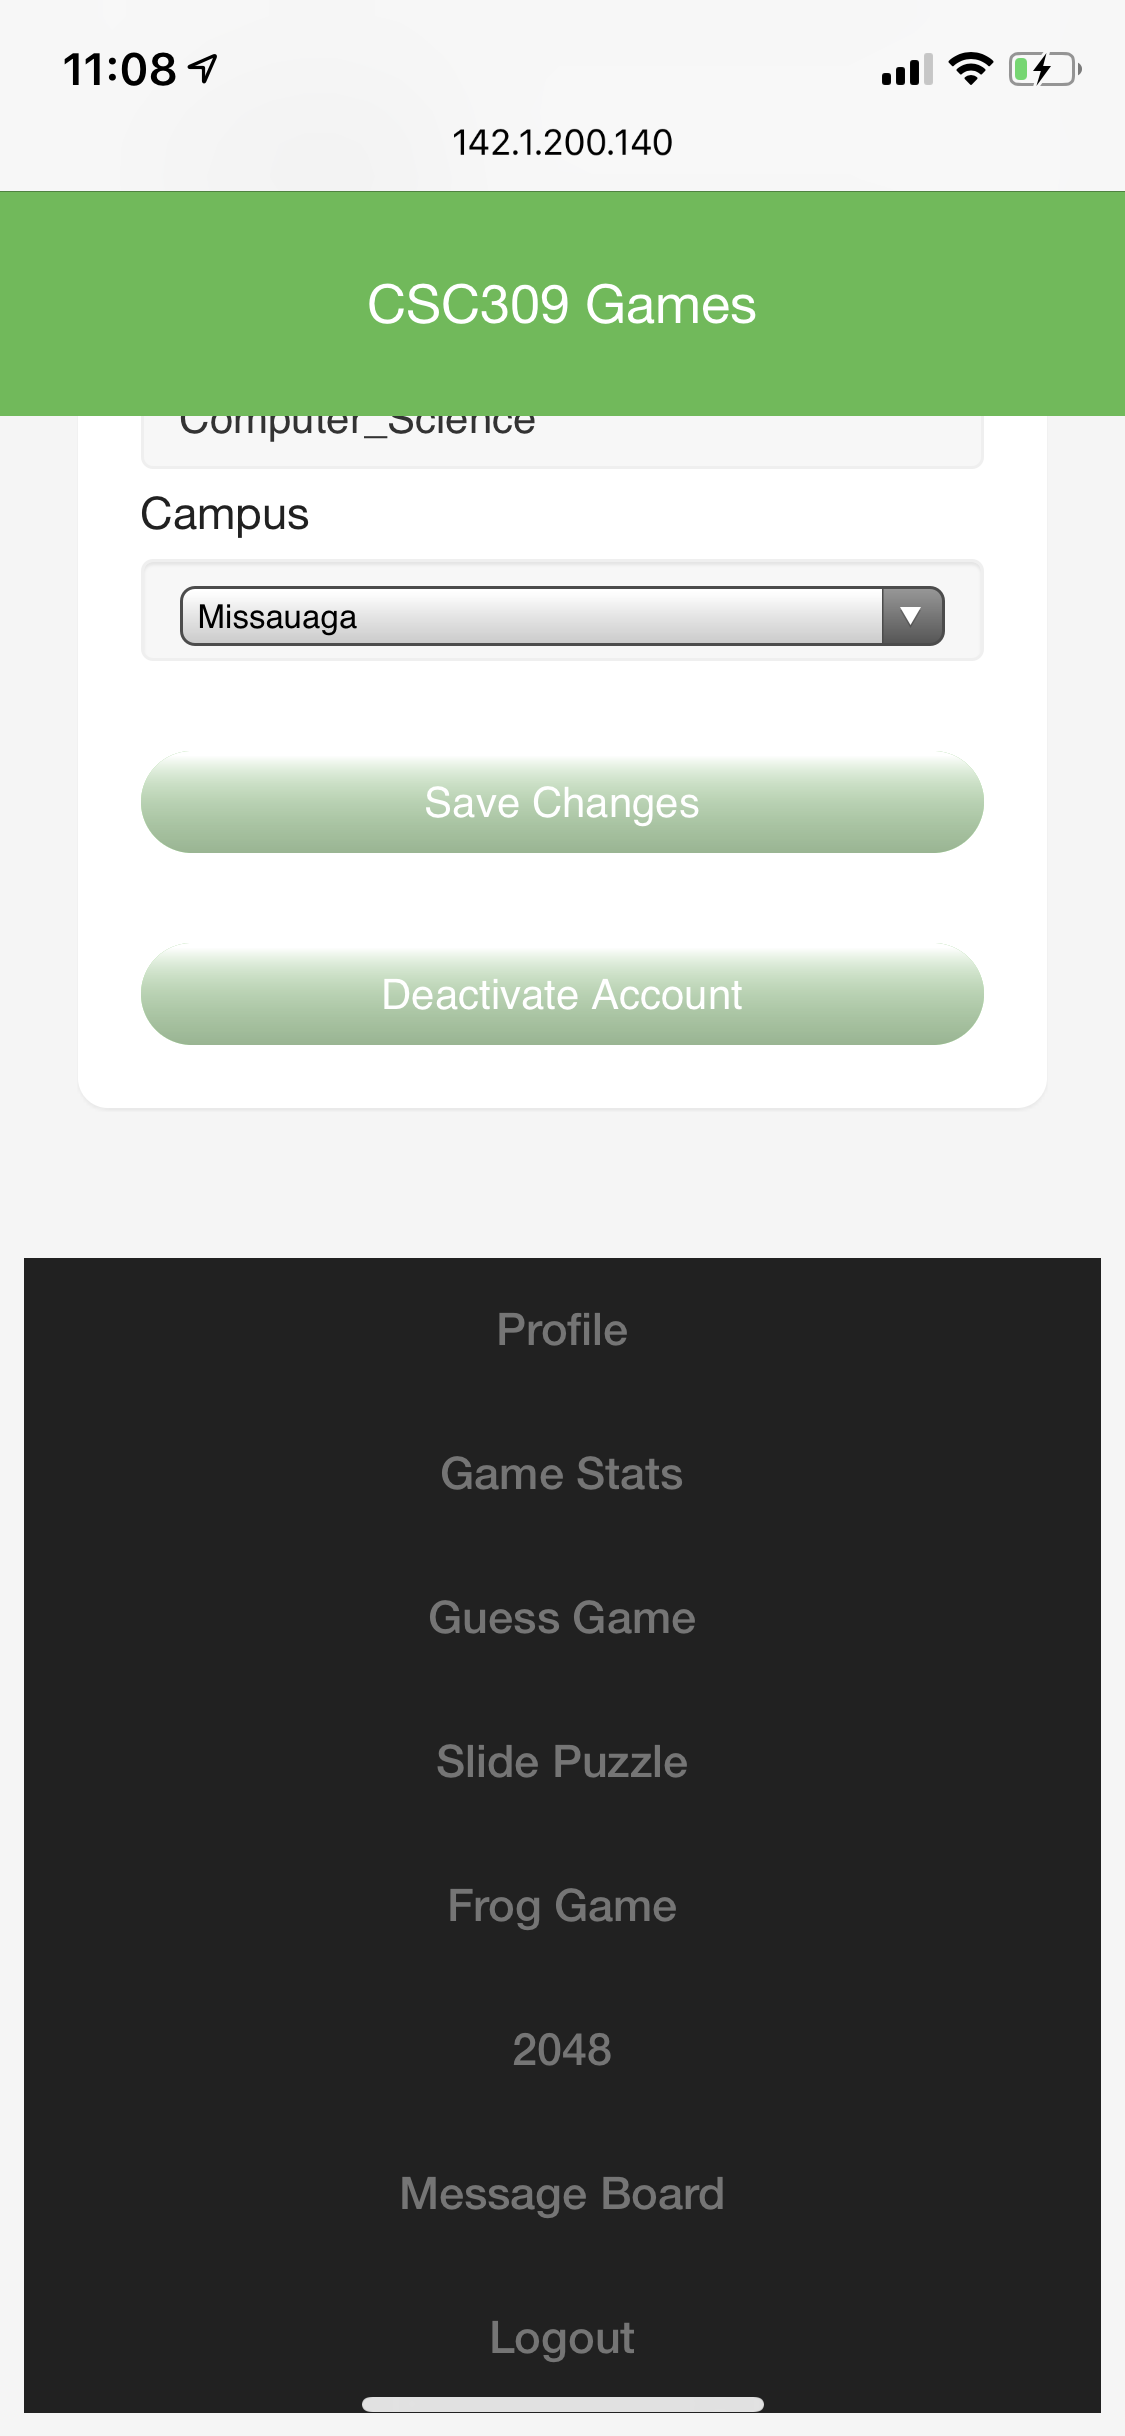 11:08
142.1.200.140
CSC309 Games
Computer_Science
Campus
Missauaga
Save Changes
Deactivate Account
Profile
Game Stats
Guess Game
Slide Puzzle
Frog Game
2048
Message Board
Logout